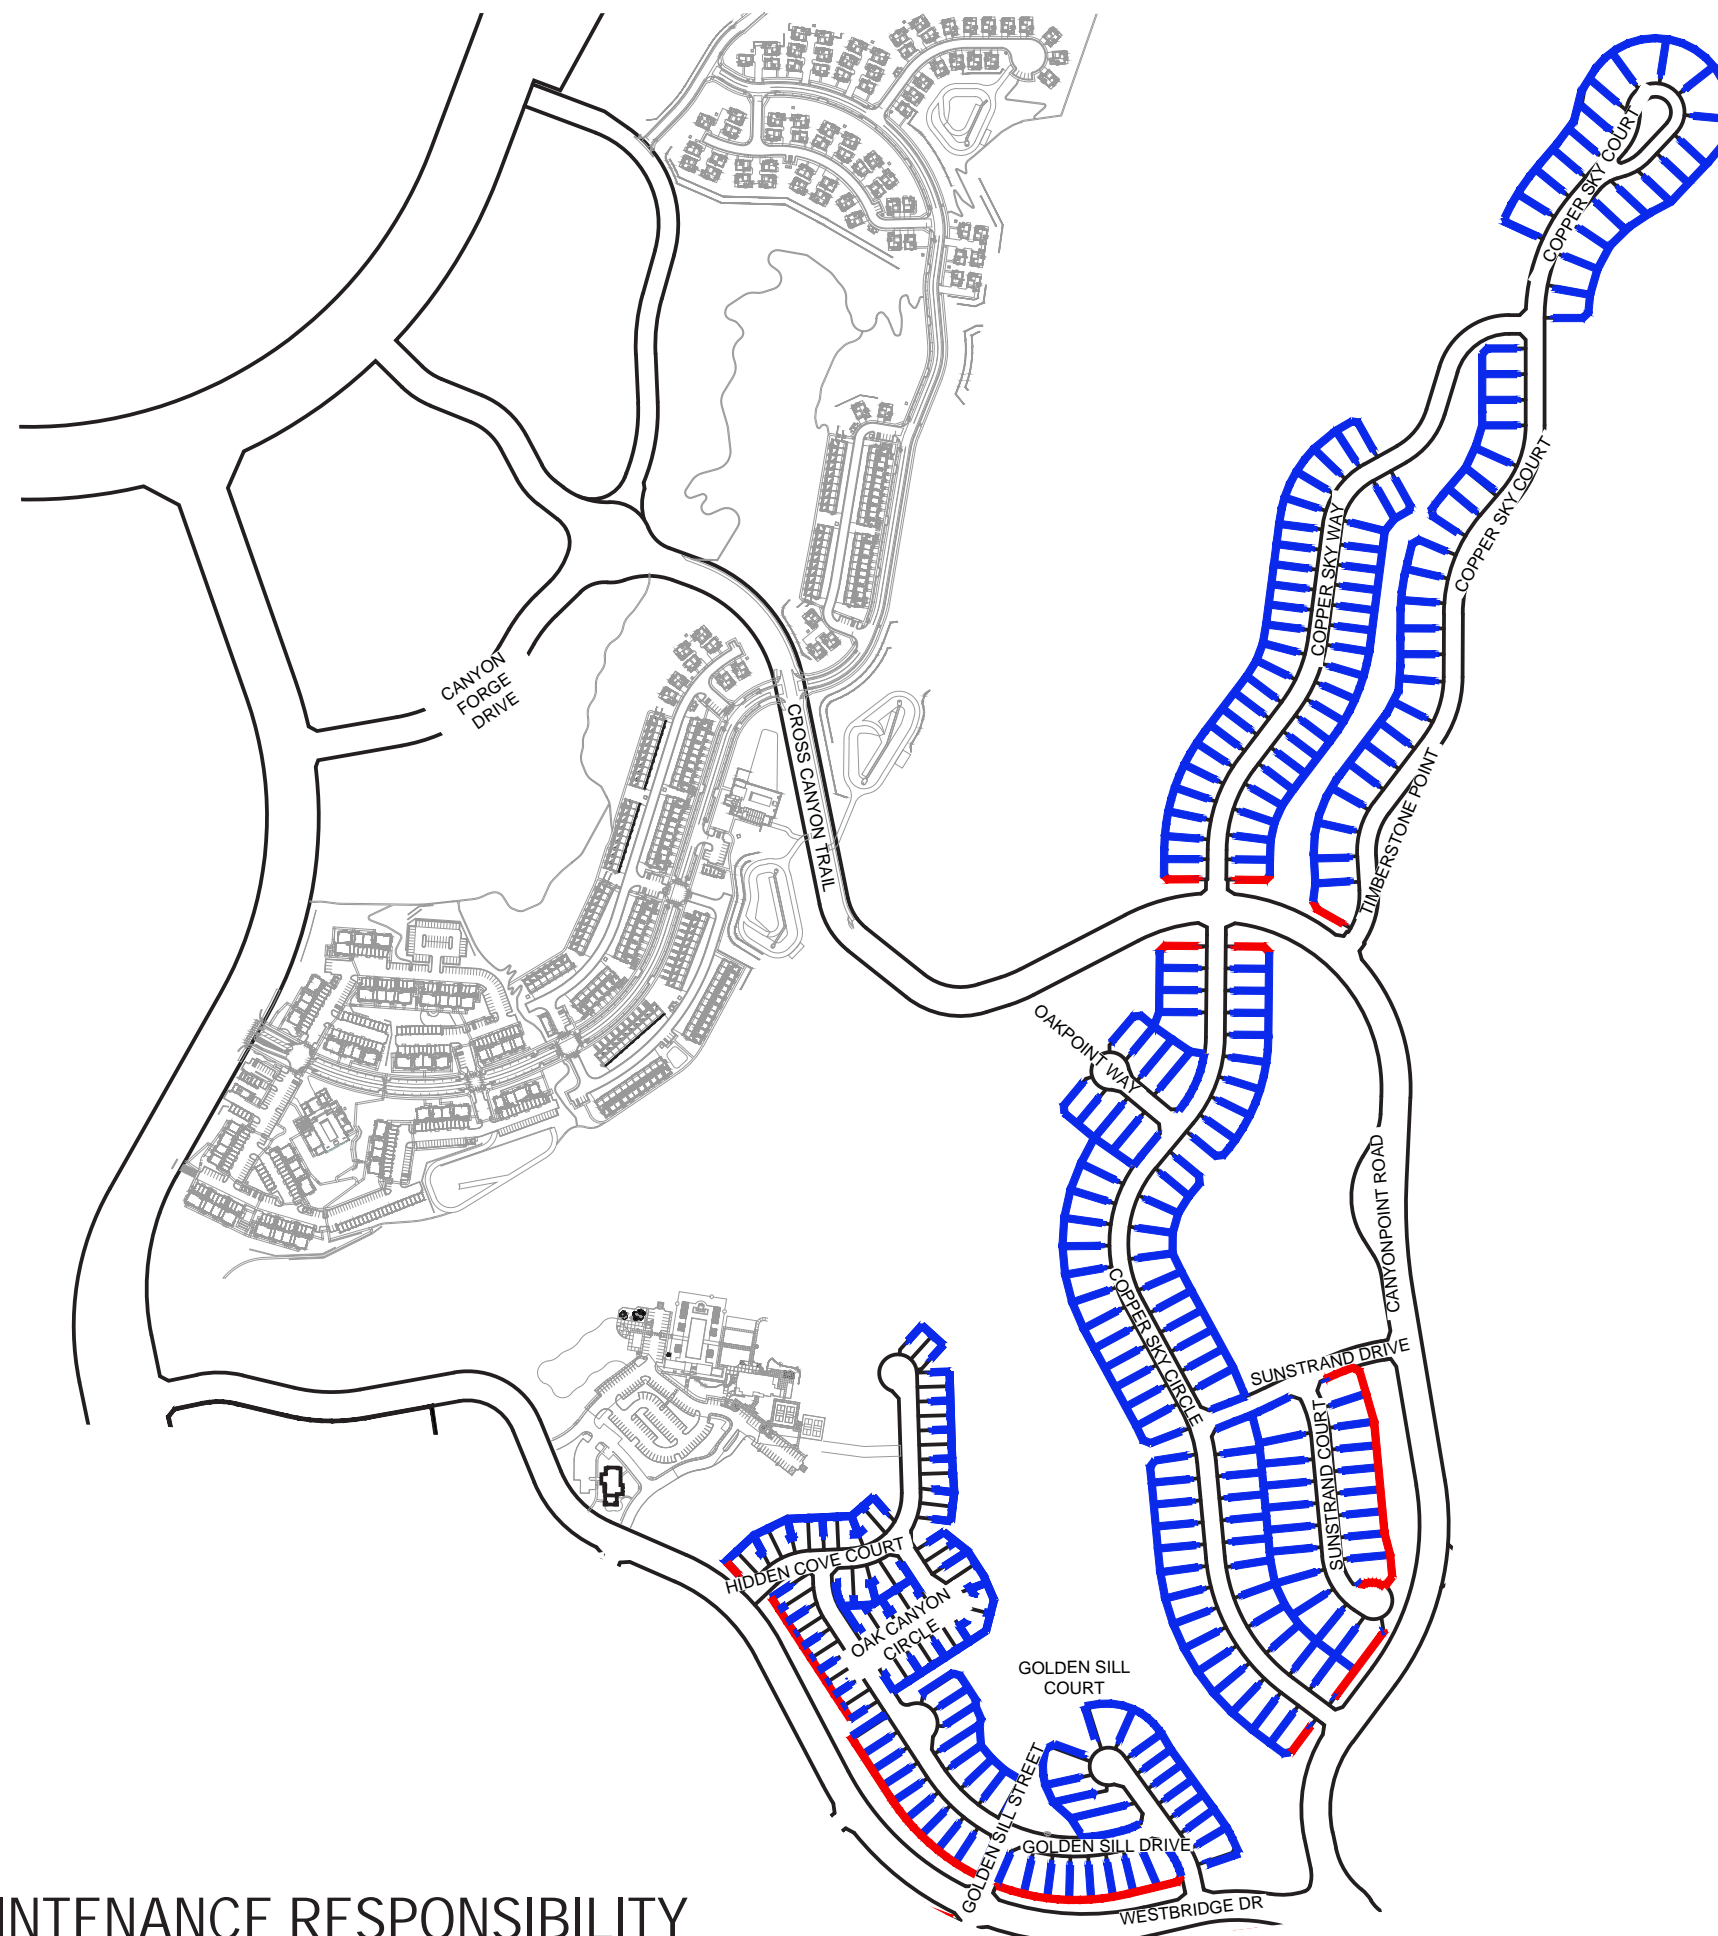 COPPER SKY COURT
COPPER SKY COURT
COPPER SKY WAY
CANYON
FORGE
DRIVE
CROSS CANYON TRAIL
TIMBERSTONE POINT
OAKPOINT WAY
CANYONPOINT ROAD
COPPER SKY CIRCLE
SUNSTRAND DRIVE
SUNSTRAND COURT
HIDDEN COVE COURT
OAK CANYON
CIRCLE
GOLDEN SILL
COURT
GOLDEN SILL STREET
GOLDEN SILL DRIVE
WESTBRIDGE DR
INTENANCE RESPONSIBILITY